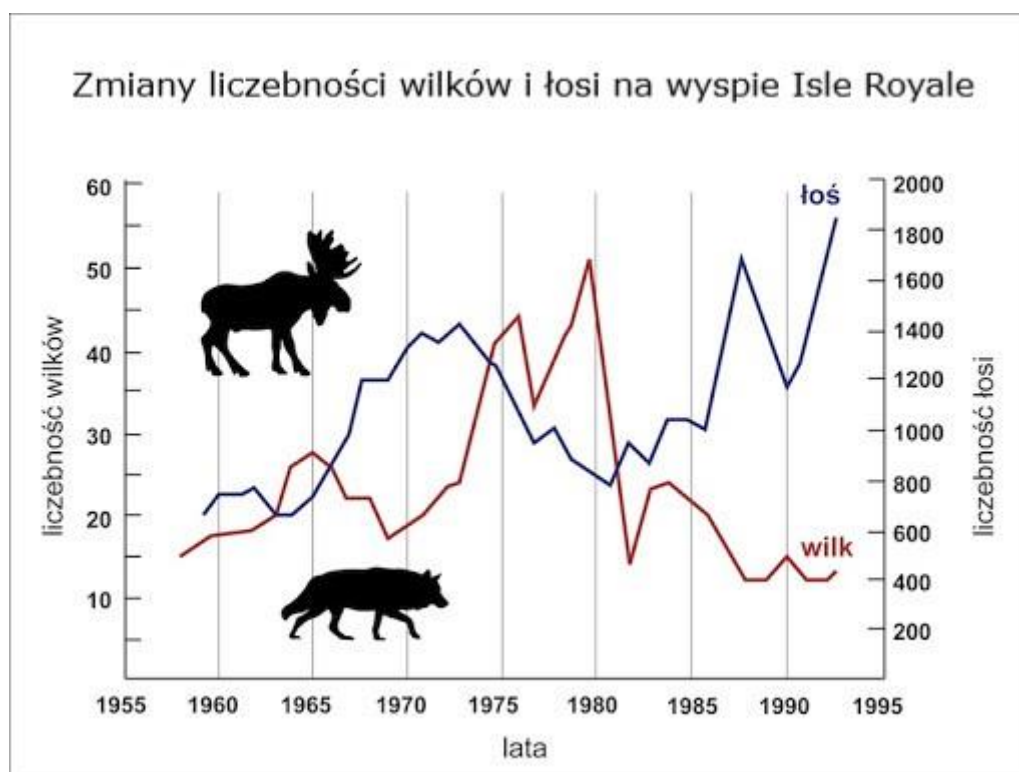 Zmiany liczebności wilków i łosi na wyspie Isle Royale
łoś
wilk
liczebność wilków
60
50
40
30
20
10
2000
1800
1600
1400
1200
1000
800
600
400
200
liczebność łosi
1955 1960 1965 1970 1975 1980 1985 1990 1995
lata